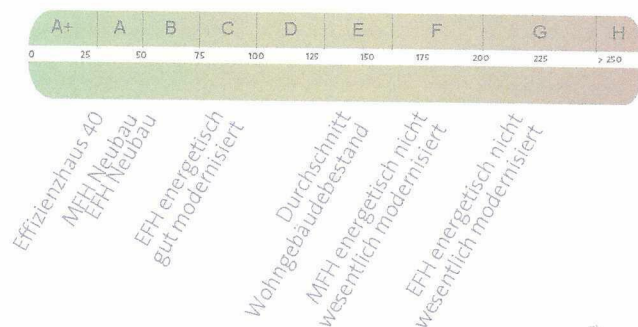 A+ A B C D E F G H
0 25 50 75 100 125 150 175 200 225 > 250
Effizienzhaus 40
MFH Neubau
EFH Neubau
EFH energetisch
gut modernisiert
Durchschnitt
Wohngebäudebestand
MFH energetisch nicht
wesentlich modernisiert
EFH energetisch nicht
wesentlich modernisiert